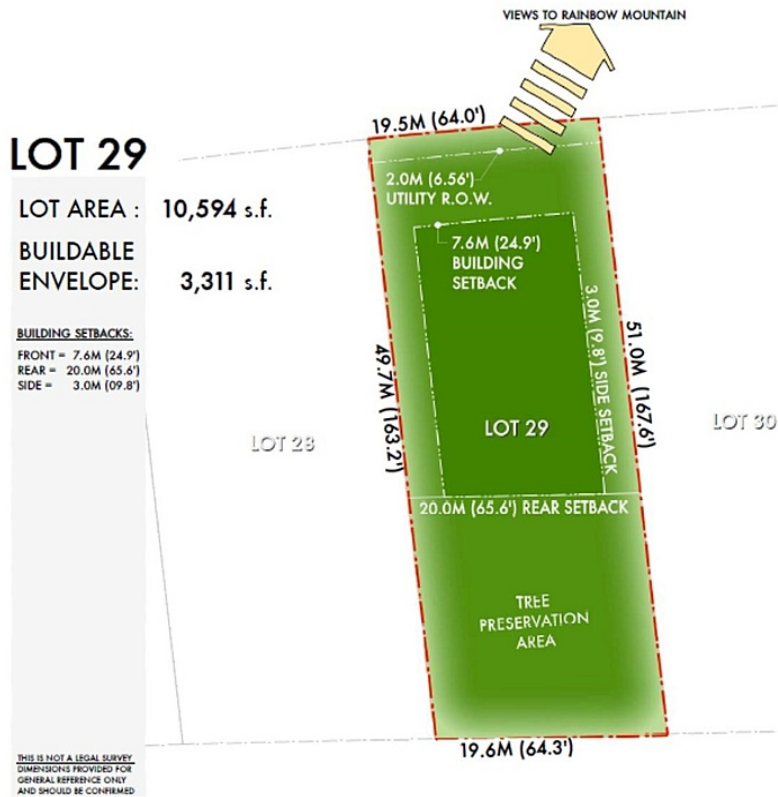 VIEWS TO RAINBOW MOUNTAIN
19.5M (64.0')
LOT 29
LOT AREA : 10,594 s.f.
BUILDABLE
ENVELOPE: 3,311 s.f.
BUILDING SETBACKS:
FRONT = 7.6M (24.9')
REAR = 20.0M (65.6')
SIDE = 3.0M (09.8')
2.0M (6.56')
UTILITY R.O.W.
7.6M (24.9')
BUILDING
SETBACK
3.0M (9.8') SIDE SETBACK
49.7M (163.2')
51.0M (167.6')
LOT 28
LOT 29
LOT 30
20.0M (65.6') REAR SETBACK
TREE
PRESERVATION
AREA
19.6M (64.3')
THIS IS NOT A LEGAL SURVEY
DIMENSIONS PROVIDED FOR
GENERAL REFERENCE ONLY
AND SHOULD BE CONFIRMED